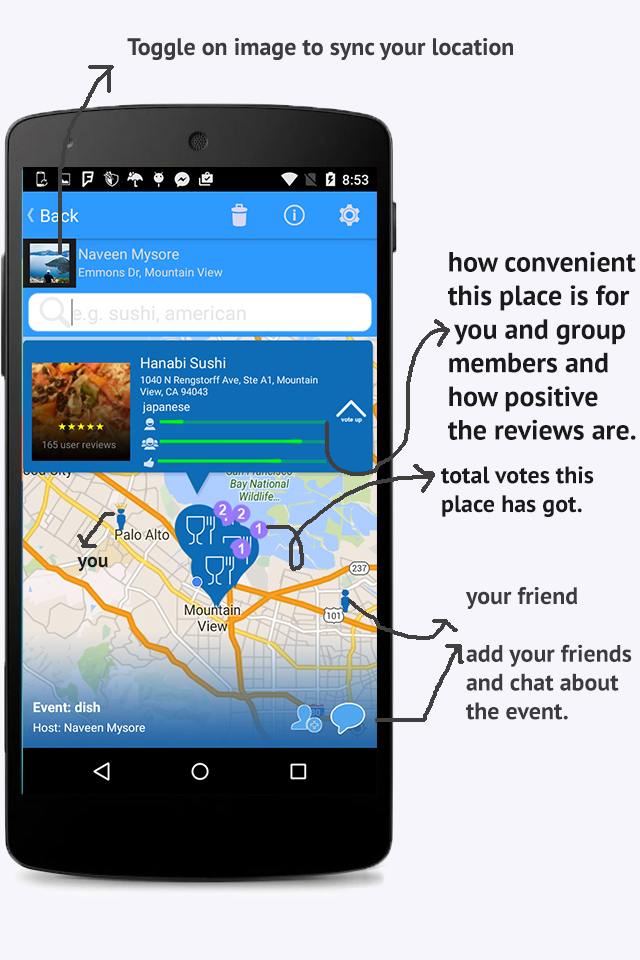 Toggle on image to sync your location
8:53
Back
Naveen Mysore
Emmons Dr, Mountain View
e.g. sushi, american
Hanabi Sushi
1040 N Rengstorff Ave, Ste A1, Mountain
View, CA 94043
japanese
165 user reviews
vote up
how convenient
this place is for
you and group
members and
how positive
the reviews are.
San Francisco
Bay National
Wildlife...
total votes this
place has got.
2
2
1
1
Palo Alto
you
237
Mountain
View
101
your friend
add your friends
and chat about
the event.
Event: dish
Host: Naveen Mysore